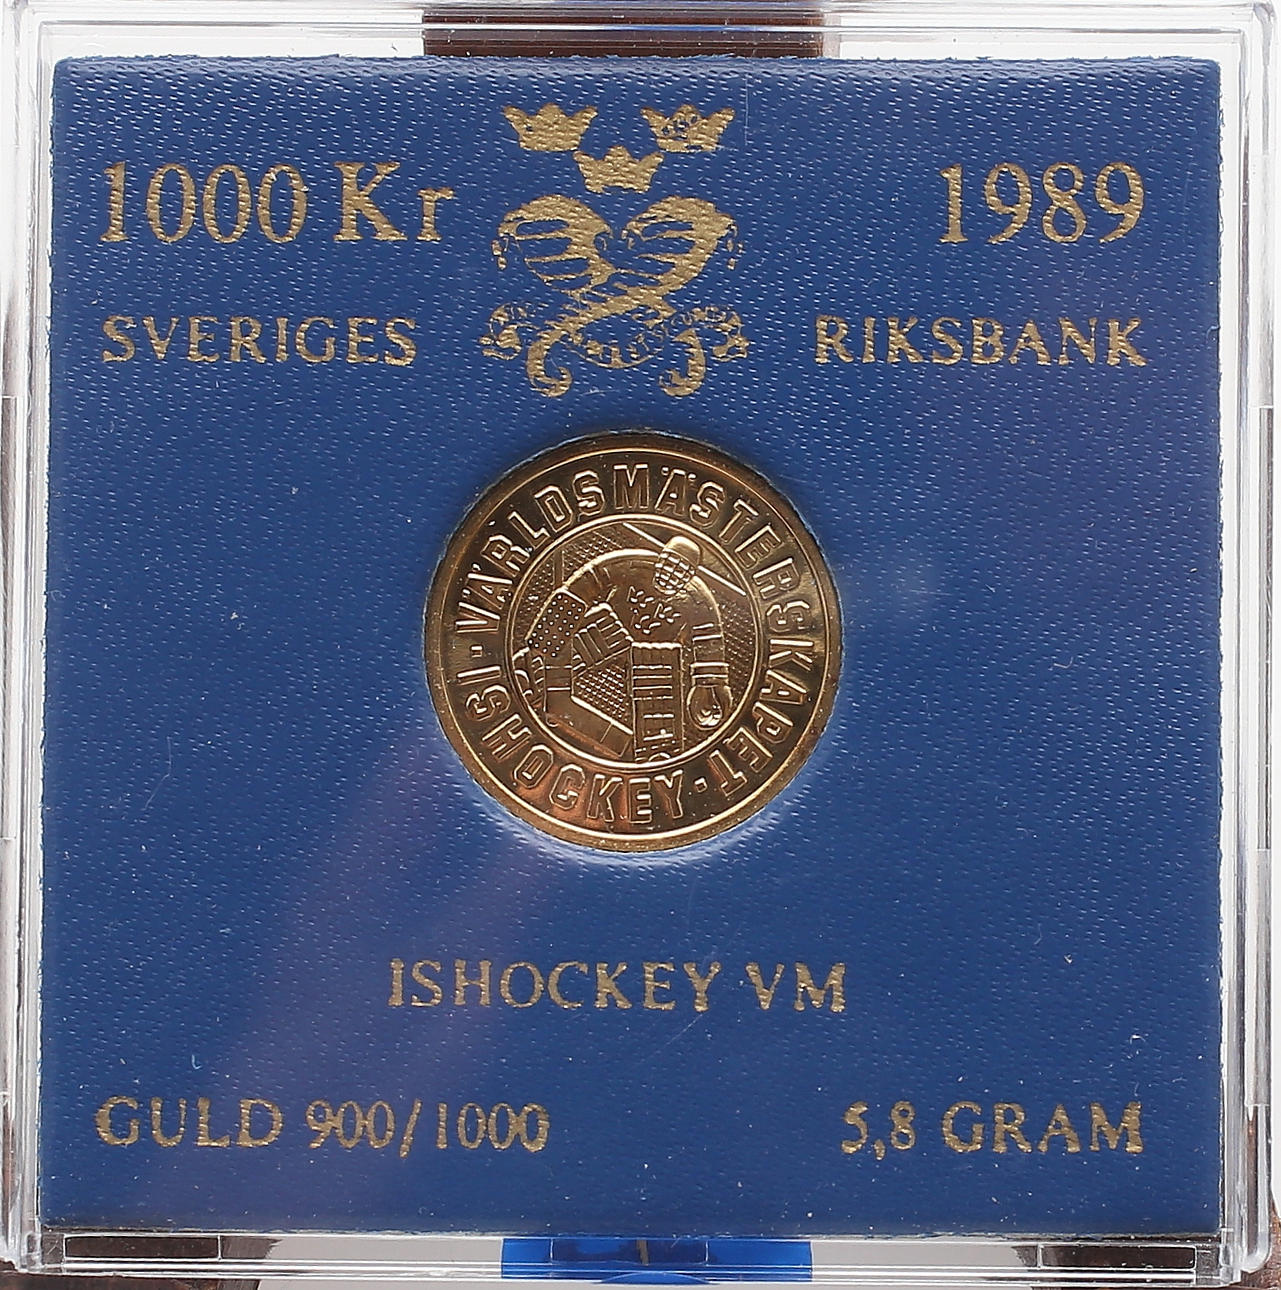 1000 Kr
1989
SVERIGES
RIKSBANK
VÄRLDSMÄSTERSKAPET · ISHOCKEY ·
ISHOCKEY VM
GULD 900/1000
5,8 GRAM